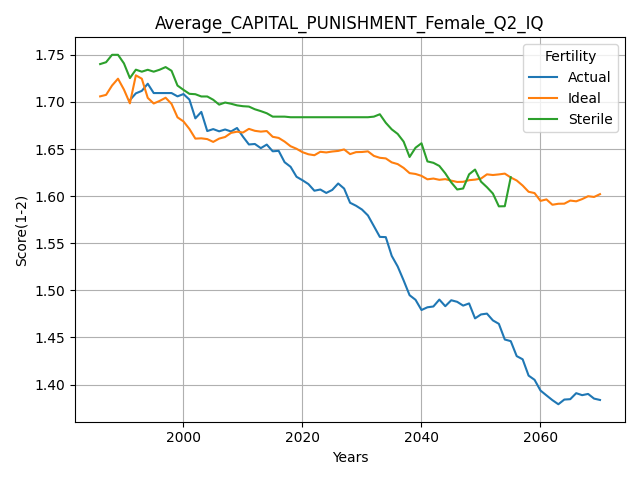 Average_CAPITAL_PUNISHMENT_Female_Q2_IQ
Fertility
Actual
Ideal
Sterile
Score(1-2)
1.75
1.70
1.65
1.60
1.55
1.50
1.45
1.40
2000 2020 2040 2060
Years